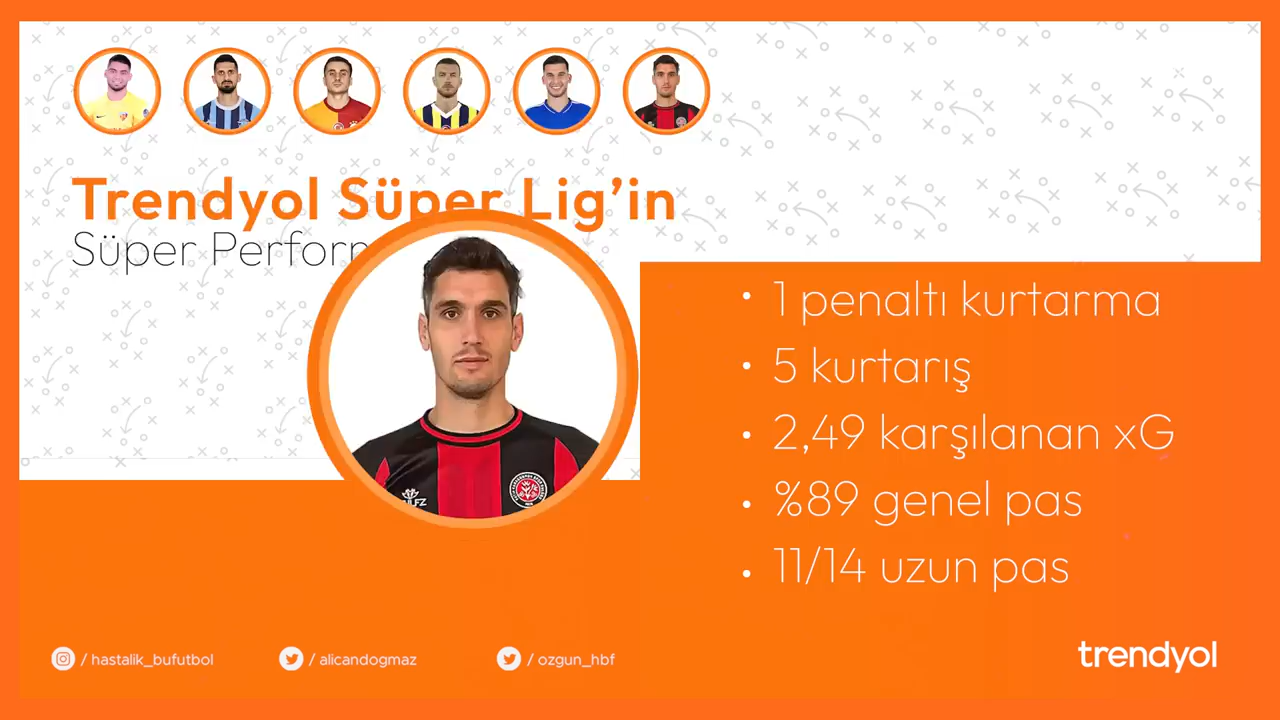 Trendyol Süper Lig’in
Süper Perfor
• 1 penaltı kurtarma
• 5 kurtarış
• 2,49 karşılanan xG
• %89 genel pas
• 11/14 uzun pas
/ hastalik_bufutbol
/ alicandogmaz
/ ozgun_hbf
trendyol